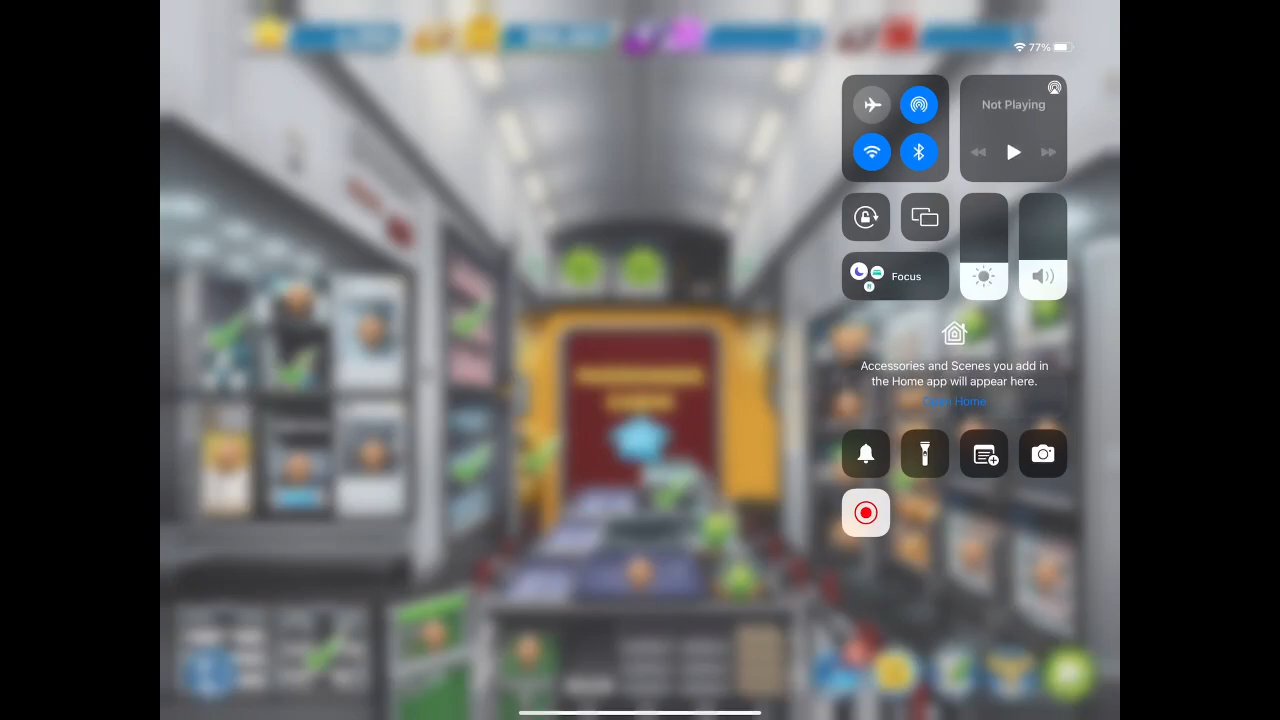 77%
Not Playing
Focus
Accessories and Scenes you add in
the Home app will appear here.
Open Home